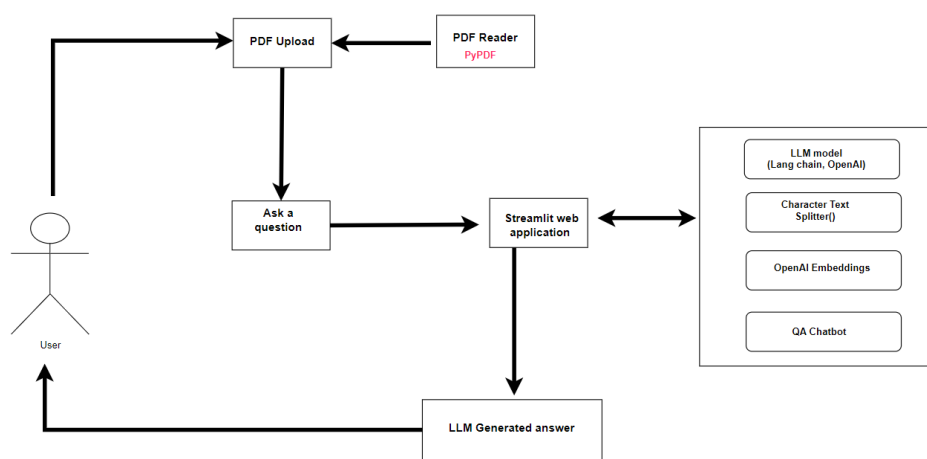 PDF Upload
PDF Reader
PyPDF
LLM model
(Lang chain, OpenAI)
Character Text
Splitter()
Ask a
question
Streamlit web
application
OpenAI Embeddings
QA Chatbot
User
LLM Generated answer